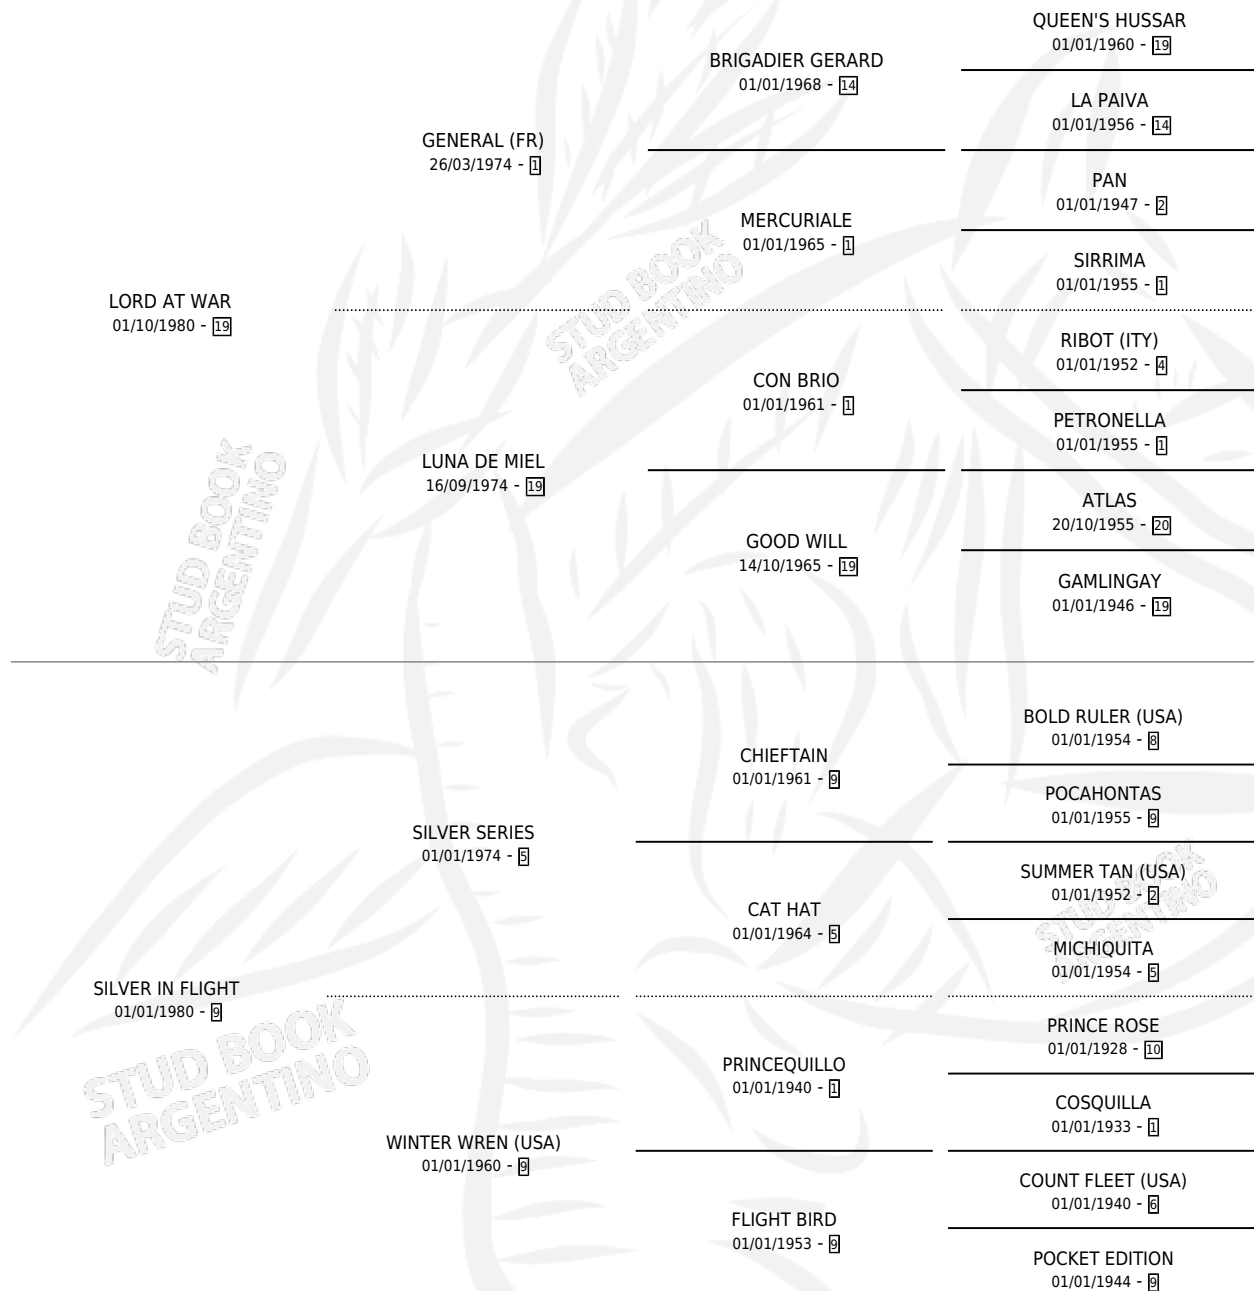 QUEEN'S HUSSAR
01/01/1960 - 19
BRIGADIER GERARD
01/01/1968 - 14
LA PAIVA
01/01/1956 - 14
GENERAL (FR)
26/03/1974 - 1
PAN
01/01/1947 - 2
MERCURIALE
01/01/1965 - 1
SIRRIMA
01/01/1955 - 1
LORD AT WAR
01/10/1980 - 19
RIBOT (ITY)
01/01/1952 - 4
CON BRIO
01/01/1961 - 1
PETRONELLA
01/01/1955 - 1
LUNA DE MIEL
16/09/1974 - 19
ATLAS
20/10/1955 - 20
GOOD WILL
14/10/1965 - 19
GAMLINGAY
01/01/1946 - 19
BOLD RULER (USA)
01/01/1954 - 8
CHIEFTAIN
01/01/1961 - 9
POCAHONTAS
01/01/1955 - 9
SILVER SERIES
01/01/1974 - 5
SUMMER TAN (USA)
01/01/1952 - 2
CAT HAT
01/01/1964 - 5
MICHIQUITA
01/01/1954 - 5
SILVER IN FLIGHT
01/01/1980 - 9
PRINCE ROSE
01/01/1928 - 10
PRINCEQUILLO
01/01/1940 - 1
COSQUILLA
01/01/1933 - 1
WINTER WREN (USA)
01/01/1960 - 9
COUNT FLEET (USA)
01/01/1940 - 6
FLIGHT BIRD
01/01/1953 - 9
POCKET EDITION
01/01/1944 - 9
STUD BOOK
ARGENTINO
STUD BOOK
ARGENTINO
STUD BOOK
ARGENTINO
STUD BOOK
ARGENTINO